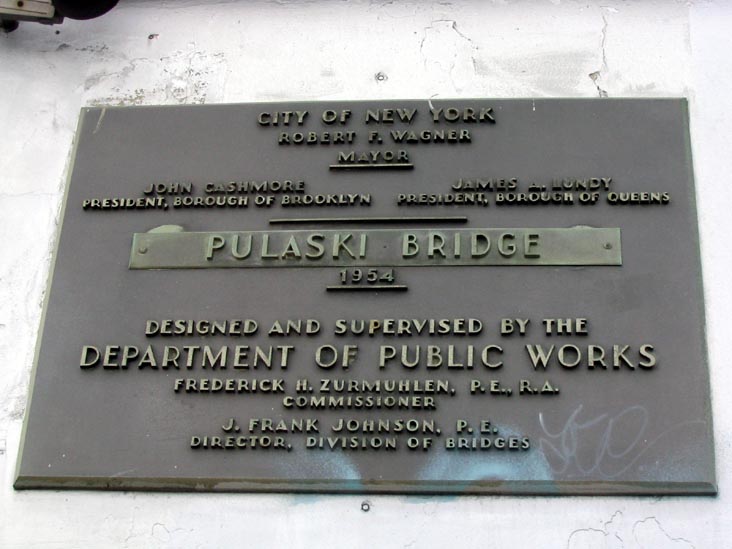 CITY OF NEW YORK
ROBERT F. WAGNER
MAYOR
JOHN CASHMORE
PRESIDENT, BOROUGH OF BROOKLYN
JAMES A. LUNDY
PRESIDENT, BOROUGH OF QUEENS
PULASKI BRIDGE
1954
DESIGNED AND SUPERVISED BY THE
DEPARTMENT OF PUBLIC WORKS
FREDERICK H. ZURMUHLEN, P.E., R.A.
COMMISSIONER
J. FRANK JOHNSON, P.E.
DIRECTOR, DIVISION OF BRIDGES